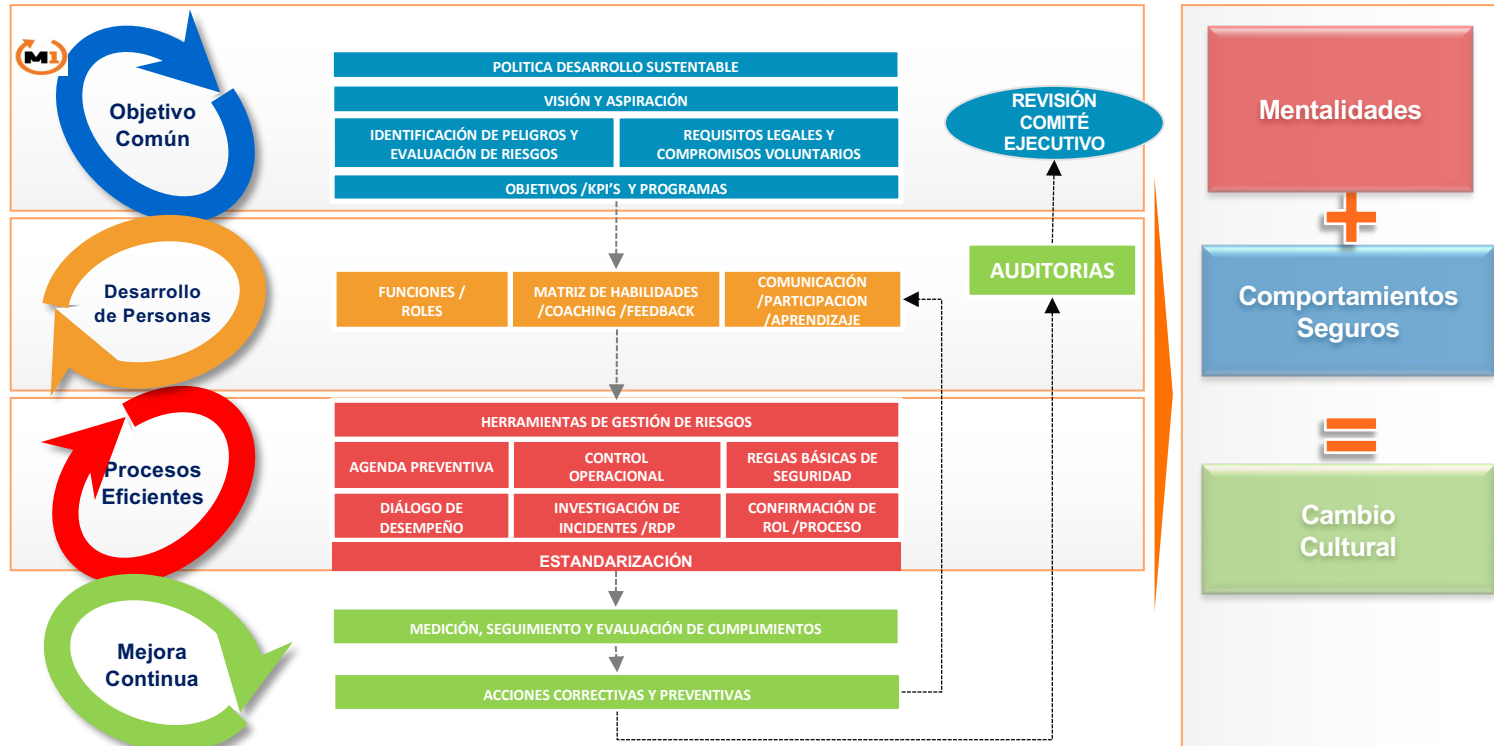 M1
Objetivo
Común
POLITICA DESARROLLO SUSTENTABLE
VISIÓN Y ASPIRACIÓN
IDENTIFICACIÓN DE PELIGROS Y
EVALUACIÓN DE RIESGOS
REQUISITOS LEGALES Y
COMPROMISOS VOLUNTARIOS
OBJETIVOS /KPI'S Y PROGRAMAS
REVISIÓN
COMITÉ
EJECUTIVO
Desarrollo
de Personas
FUNCIONES /
ROLES
MATRIZ DE HABILIDADES
/COACHING /FEEDBACK
COMUNICACIÓN
/PARTICIPACION
/APRENDIZAJE
AUDITORIAS
Procesos
Eficientes
HERRAMIENTAS DE GESTIÓN DE RIESGOS
AGENDA PREVENTIVA
CONTROL
OPERACIONAL
REGLAS BÁSICAS DE
SEGURIDAD
DIÁLOGO DE
DESEMPEÑO
INVESTIGACIÓN DE
INCIDENTES /RDP
CONFIRMACIÓN DE
ROL /PROCESO
ESTANDARIZACIÓN
Mejora
Continua
MEDICIÓN, SEGUIMIENTO Y EVALUACIÓN DE CUMPLIMIENTOS
ACCIONES CORRECTIVAS Y PREVENTIVAS
Mentalidades
+
Comportamientos
Seguros
=
Cambio
Cultural